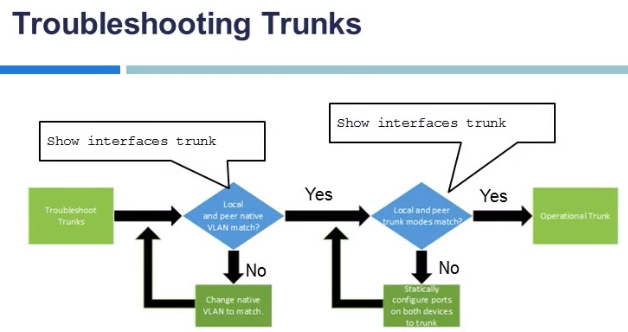 Troubleshooting Trunks
Show interfaces trunk
Show interfaces trunk
Troubleshoot
Trunks
Local
and peer native
VLAN match?
Yes
Local and peer
trunk modes match?
Yes
Operational Trunk
No
Change native
VLAN to match.
No
Statically
configure ports
on both devices
to trunk